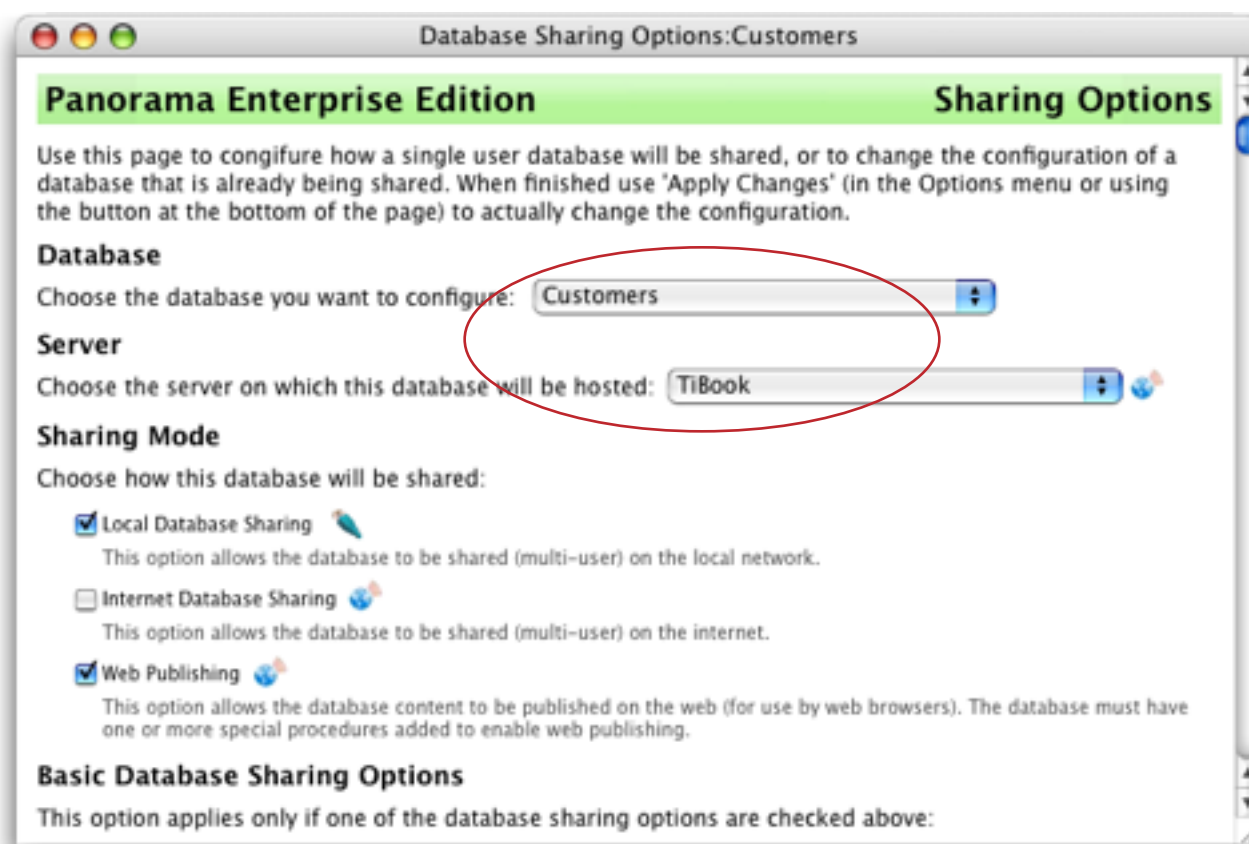 Database Sharing Options:Customers
Panorama Enterprise Edition Sharing Options
Use this page to congifure how a single user database will be shared, or to change the configuration of a
database that is already being shared. When finished use 'Apply Changes' (in the Options menu or using
the button at the bottom of the page) to actually change the configuration.
Database
Choose the database you want to configure: Customers
Server
Choose the server on which this database will be hosted: TiBook
Sharing Mode
Choose how this database will be shared:
Local Database Sharing
This option allows the database to be shared (multi-user) on the local network.
Internet Database Sharing
This option allows the database to be shared (multi-user) on the internet.
Web Publishing
This option allows the database content to be published on the web (for use by web browsers). The database must have
one or more special procedures added to enable web publishing.
Basic Database Sharing Options
This option applies only if one of the database sharing options are checked above: